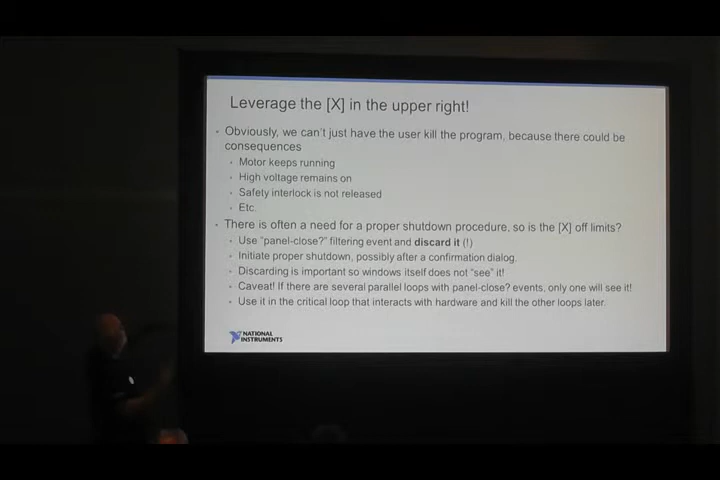 Leverage the [X] in the upper right!
• Obviously, we can't just have the user kill the program, because there could be
consequences
• Motor keeps running
• High voltage remains on
• Safety interlock is not released
• Etc.
• There is often a need for a proper shutdown procedure, so is the [X] off limits?
• Use "panel-close?" filtering event and discard it (!)
• Initiate proper shutdown, possibly after a confirmation dialog.
• Discarding is important so windows itself does not "see" it!
• Caveat! If there are several parallel loops with panel-close? events, only one will see it!
• Use it in the critical loop that interacts with hardware and kill the other loops later.
NATIONAL
INSTRUMENTS